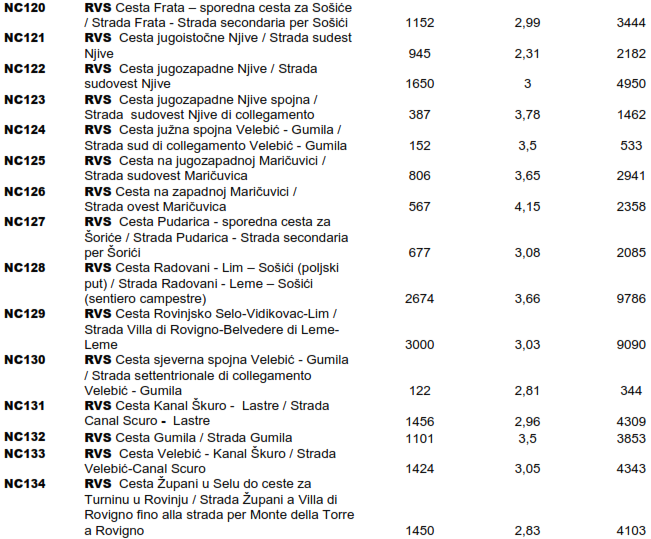 NC120 RVS Cesta Frata – sporedna cesta za Sošiće
/ Strada Frata - Strada secondaria per Sošići 1152 2,99 3444
NC121 RVS Cesta jugoistočne Njive / Strada sudest
Njive 945 2,31 2182
NC122 RVS Cesta jugozapadne Njive / Strada
sudovest Njive 1650 3 4950
NC123 RVS Cesta jugozapadne Njive spojna /
Strada sudovest Njive di collegamento 387 3,78 1462
NC124 RVS Cesta južna spojna Velebić - Gumila /
Strada sud di collegamento Velebić - Gumila 152 3,5 533
NC125 RVS Cesta na jugozapadnoj Maričuvici /
Strada sudovest Maričuvica 806 3,65 2941
NC126 RVS Cesta na zapadnoj Maričuvici /
Strada ovest Maričuvica 567 4,15 2358
NC127 RVS Cesta Pudarica - sporedna cesta za
Šoriće / Strada Pudarica - Strada secondaria
per Šorići 677 3,08 2085
NC128 RVS Cesta Radovani - Lim – Sošići (poljski
put) / Strada Radovani - Leme – Sošići
(sentiero campestre) 2674 3,66 9786
NC129 RVS Cesta Rovinjsko Selo-Vidikovac-Lim /
Strada Villa di Rovigno-Belvedere di Leme-
Leme 3000 3,03 9090
NC130 RVS Cesta sjeverna spojna Velebić - Gumila
/ Strada settentrionale di collegamento
Velebić - Gumila 122 2,81 344
NC131 RVS Cesta Kanal Škuro - Lastre / Strada
Canal Scuro - Lastre 1456 2,96 4309
NC132 RVS Cesta Gumila / Strada Gumila 1101 3,5 3853
NC133 RVS Cesta Velebić - Kanal Škuro / Strada
Velebić-Canal Scuro 1424 3,05 4343
NC134 RVS Cesta Župani u Selu do ceste za
Turninu u Rovinju / Strada Župani a Villa di
Rovigno fino alla strada per Monte della Torre
a Rovigno 1450 2,83 4103